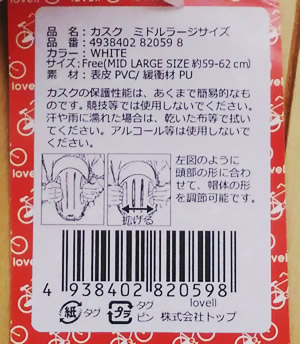 lovell
品 名：カスク ミドルラージサイズ
品 番：4938402 82059 8
カラー：WHITE
サイズ：Free(MID LARGE SIZE 約59-62 cm)
素 材：表皮 PVC/ 緩衝材 PU
カスクの保護性能は、あくまで簡易的なも
のです。競技等では使用しないでください。
汗や雨に濡れた場合は、乾いた布等で拭い
てください。アルコール等は使用しないでく
ださい。
左図のように
頭部の形に合わ
せて、帽体の形
を調節可能です。
拡げる
4 938402 820598
lovell
紙 タグ
プラ タグ
ピン
株式会社トップ
lovell